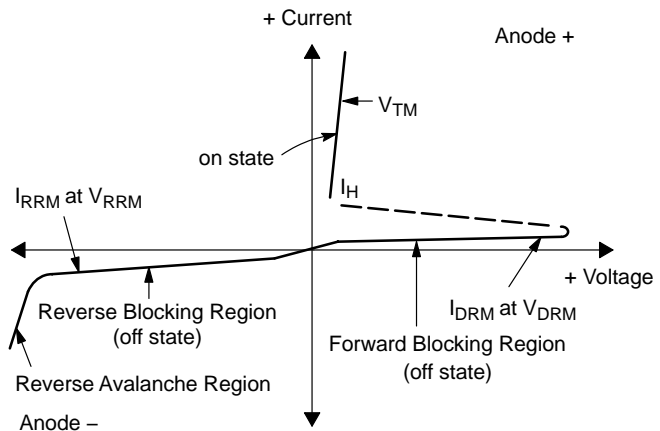 + Current
Anode +
VTM
on state
IH
IRRM at VRRM
+ Voltage
IDRM at VDRM
Reverse Blocking Region
(off state)
Forward Blocking Region
(off state)
Reverse Avalanche Region
Anode –